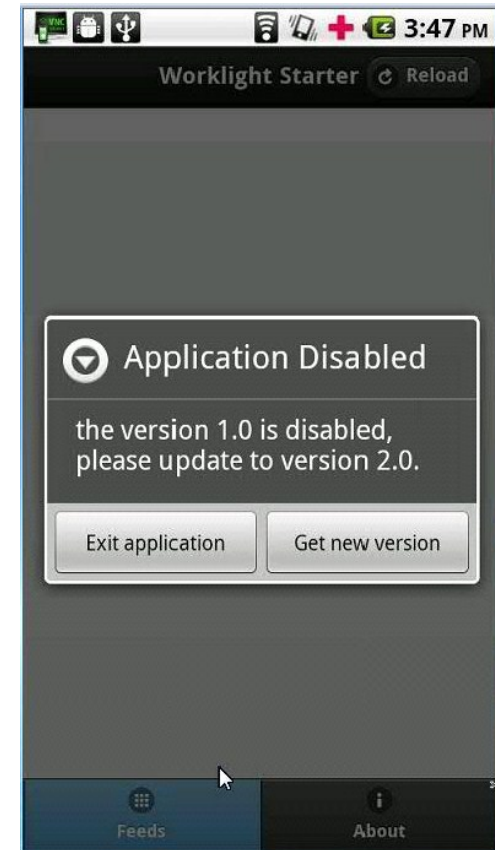 3:47 PM
Worklight Starter
Reload
Application Disabled
the version 1.0 is disabled,
please update to version 2.0.
Exit application
Get new version
Feeds
About